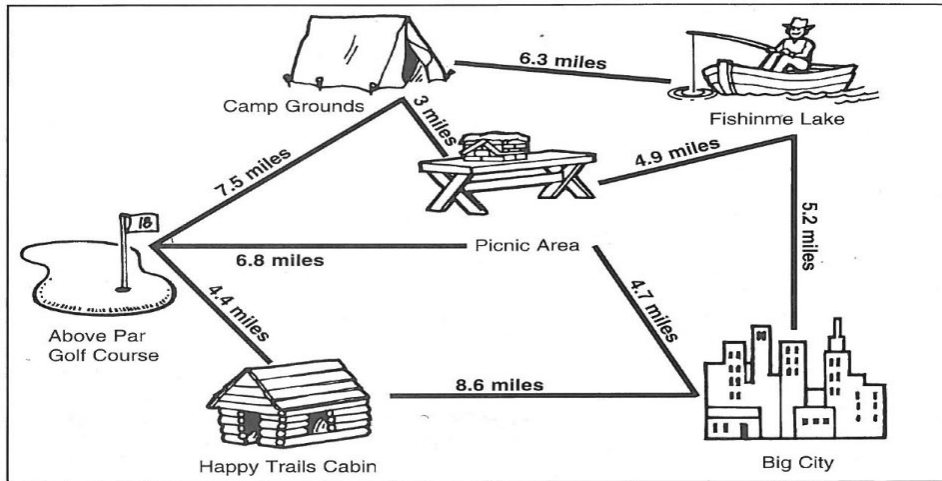 6.3 miles
Camp Grounds
Fishinme Lake
3 miles
7.5 miles
4.9 miles
5.2 miles
18
6.8 miles
Picnic Area
4.4 miles
4.7 miles
Above Par
Golf Course
8.6 miles
Happy Trails Cabin
Big City